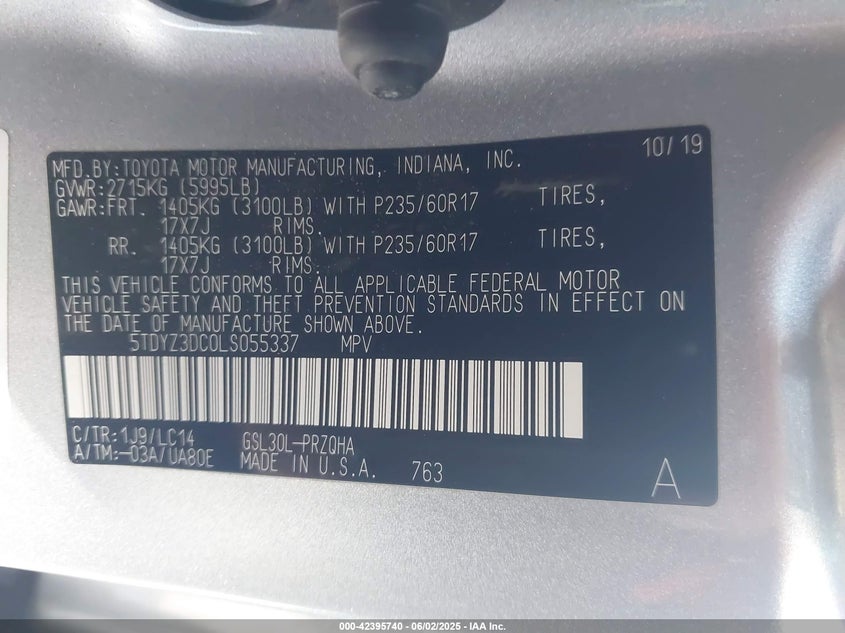 10/19
MFD.BY:TOYOTA MOTOR MANUFACTURING, INDIANA, INC.
GVWR:2715KG (5995LB)
GAWR:FRT. 1405KG (3100LB) WITH P235/60R17 TIRES,
17X7J RIMS.
RR. 1405KG (3100LB) WITH P235/60R17 TIRES,
17X7J RIMS.
THIS VEHICLE CONFORMS TO ALL APPLICABLE FEDERAL MOTOR
VEHICLE SAFETY AND THEFT PREVENTION STANDARDS IN EFFECT ON
THE DATE OF MANUFACTURE SHOWN ABOVE.
5TDYZ3DC0LS055337 MPV
C/TR:1J9/LC14 GSL30L-PRZQHA
A/TM:-03A/UA80E MADE IN U.S.A. 763
A
000-42395740 - 06/02/2025 - IAA Inc.